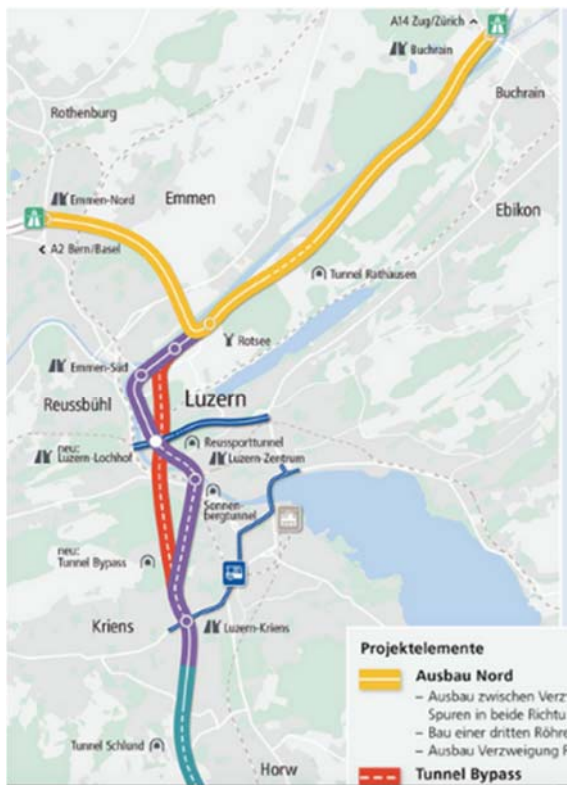 A14 Zug/Zürich
Buchrain
Buchrain
Rothenburg
Emmen-Nord
Emmen
Ebikon
A2 Bern/Basel
Tunnel Rathausen
Rotsee
Emmen-Süd
Reussbühl
Luzern
neu:
Luzern-Lochhof
Reussporttunnel
Luzern-Zentrum
Sonnen-
bergtunnel
neu:
Tunnel Bypass
Kriens
Luzern-Kriens
Tunnel Schlund
Horw
Projektelemente
Ausbau Nord
– Ausbau zwischen Verz
Spuren in beide Richtu
– Bau einer dritten Röhre
– Ausbau Verzweigung R
Tunnel Bypass